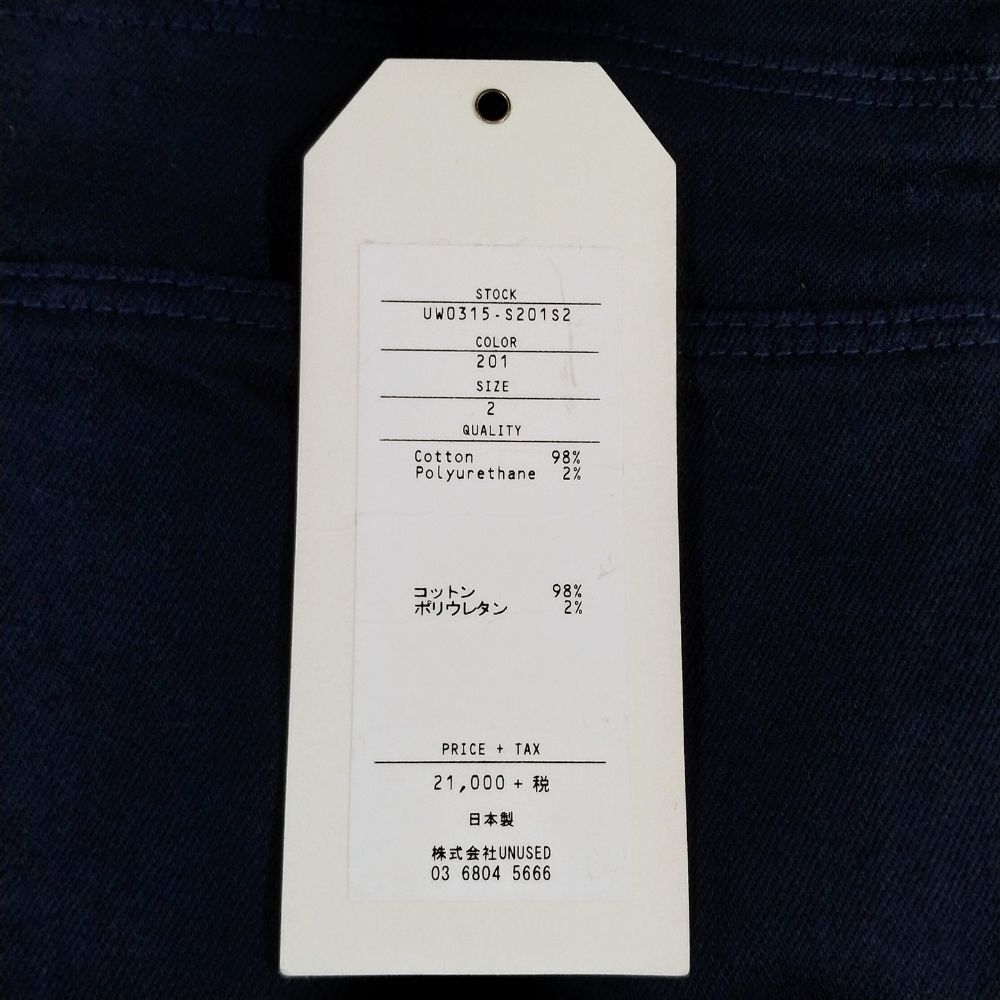 STOCK
UW0315-S201S2
COLOR
201
SIZE
2
QUALITY
Cotton 98%
Polyurethane 2%
コットン 98%
ポリウレタン 2%
PRICE + TAX
21,000 + 税
日本製
株式会社UNUSED
03 6804 5666